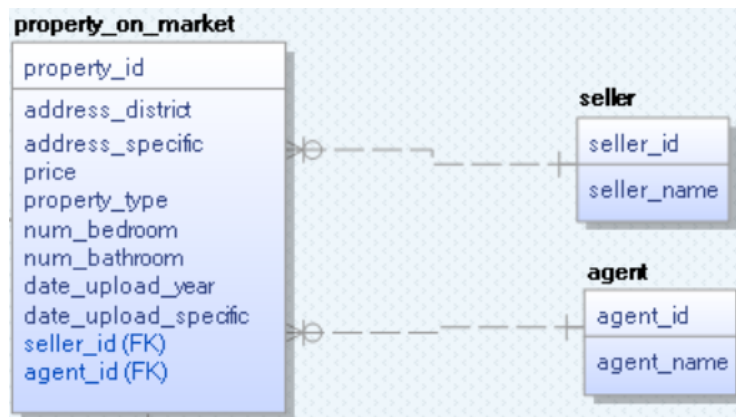 property_on_market
property_id
address_district
address_specific
price
property_type
num_bedroom
num_bathroom
date_upload_year
date_upload_specific
seller_id (FK)
agent_id (FK)
seller
seller_id
seller_name
agent
agent_id
agent_name